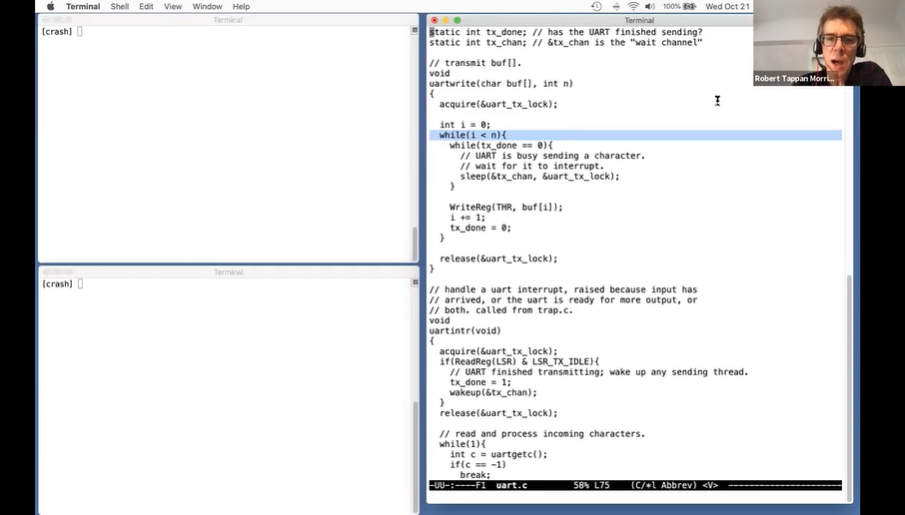 Terminal Shell Edit View Window Help 100% Wed Oct 21
Terminal
[crash]
Terminal
[crash]
Terminal
static int tx_done; // has the UART finished sending?
static int tx_chan; // &tx_chan is the "wait channel"
// transmit buf[].
void
uartwrite(char buf[], int n)
{
acquire(&uart_tx_lock);
int i = 0;
while(i < n){
while(tx_done == 0){
// UART is busy sending a character.
// wait for it to interrupt.
sleep(&tx_chan, &uart_tx_lock);
}
WriteReg(THR, buf[i]);
i += 1;
tx_done = 0;
}
release(&uart_tx_lock);
}
// handle a uart interrupt, raised because input has
// arrived, or the uart is ready for more output, or
// both. called from trap.c.
void
uartintr(void)
{
acquire(&uart_tx_lock);
if(ReadReg(LSR) & LSR_TX_IDLE){
// UART finished transmitting; wake up any sending thread.
tx_done = 1;
wakeup(&tx_chan);
}
release(&uart_tx_lock);
// read and process incoming characters.
while(1){
int c = uartgetc();
if(c == -1)
break;
-UU-:----F1 uart.c 58% L75 (C/*l Abbrev) <V> --------------------
Robert Tappan Morri...